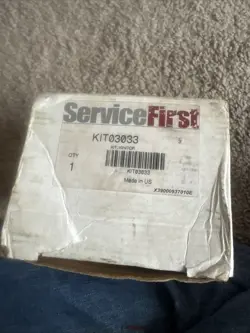 ServiceFirst
KIT03033
QTY
1
KIT03033
Made in US